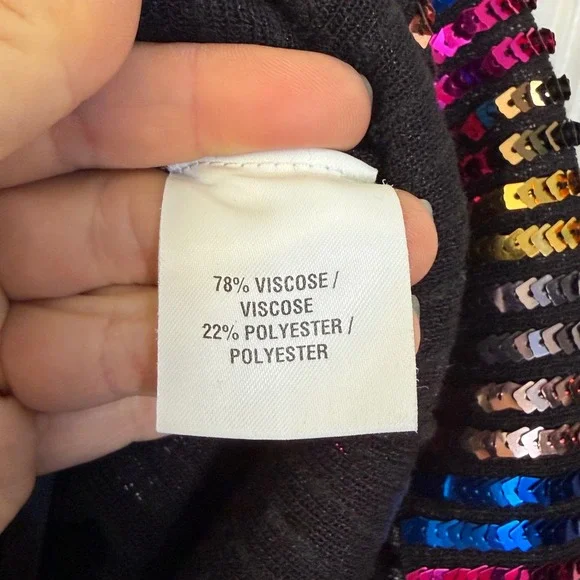 78% VISCOSE /
VISCOSE
22% POLYESTER /
POLYESTER